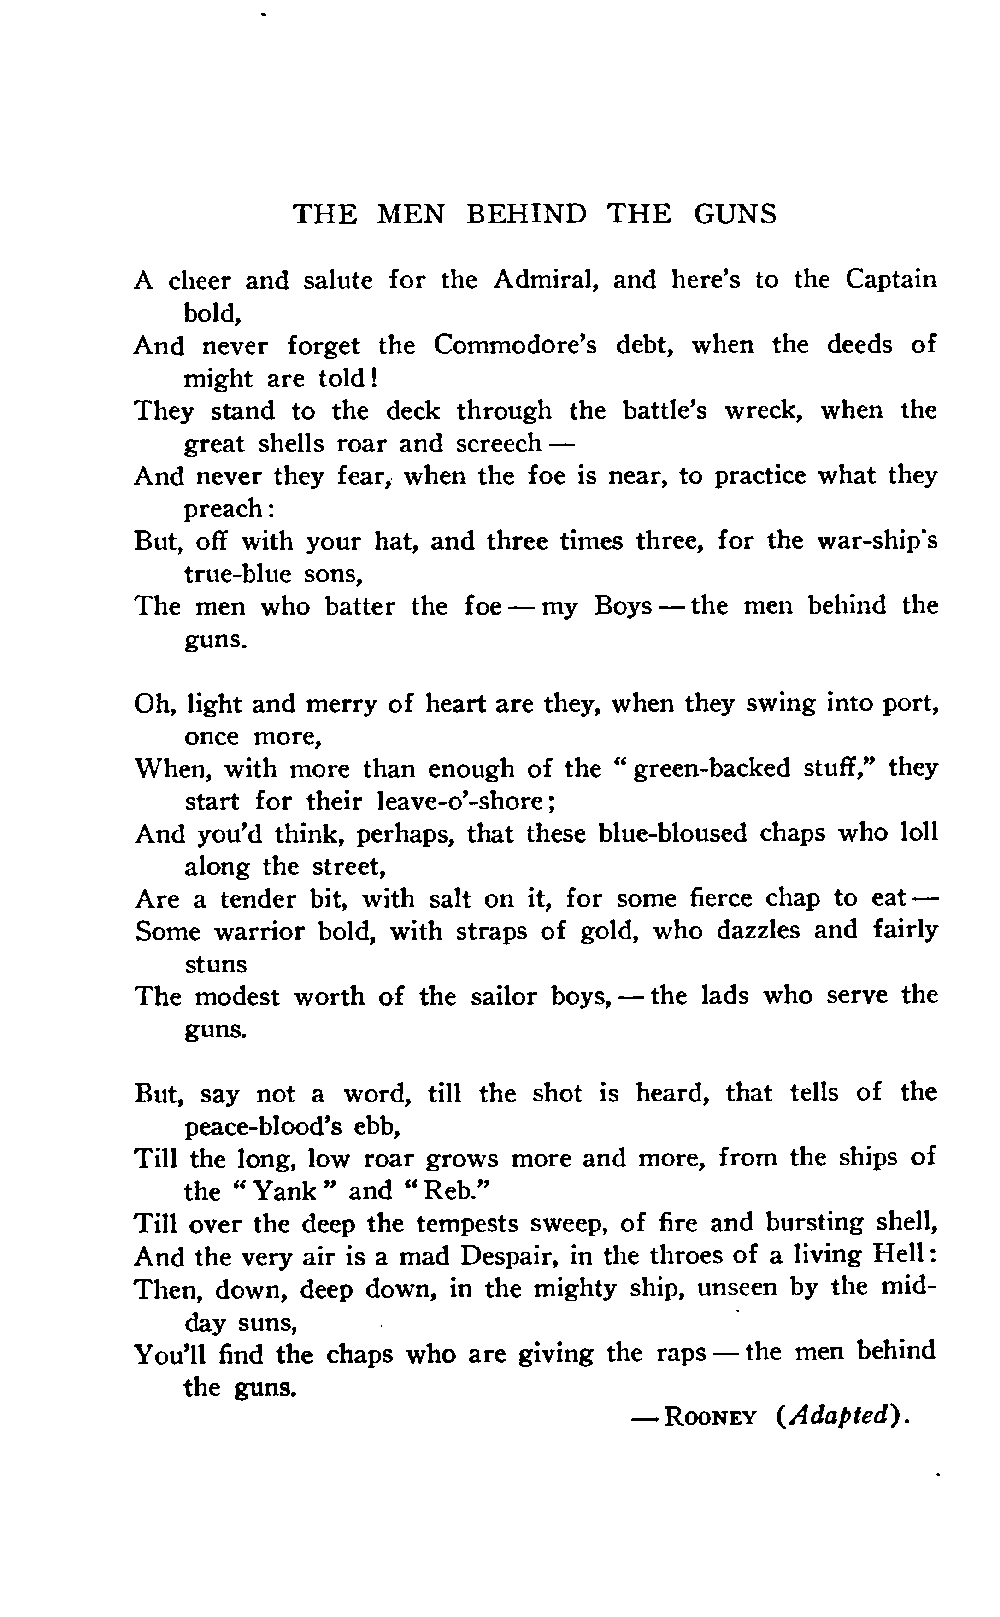 THE MEN BEHIND THE GUNS
A cheer and salute for the Admiral, and here's to the Captain
bold,
And never forget the Commodore's debt, when the deeds of
might are told!
They stand to the deck through the battle's wreck, when the
great shells roar and screech —
And never they fear, when the foe is near, to practice what they
preach:
But, off with your hat, and three times three, for the war-ship's
true-blue sons,
The men who batter the foe — my Boys — the men behind the
guns.
Oh, light and merry of heart are they, when they swing into port,
once more,
When, with more than enough of the "green-backed stuff," they
start for their leave-o'-shore;
And you'd think, perhaps, that these blue-bloused chaps who loll
along the street,
Are a tender bit, with salt on it, for some fierce chap to eat —
Some warrior bold, with straps of gold, who dazzles and fairly
stuns
The modest worth of the sailor boys, — the lads who serve the
guns.
But, say not a word, till the shot is heard, that tells of the
peace-blood's ebb,
Till the long, low roar grows more and more, from the ships of
the "Yank" and "Reb."
Till over the deep the tempests sweep, of fire and bursting shell,
And the very air is a mad Despair, in the throes of a living Hell:
Then, down, deep down, in the mighty ship, unseen by the mid-
day suns,
You'll find the chaps who are giving the raps — the men behind
the guns.
— ROONEY (Adapted).